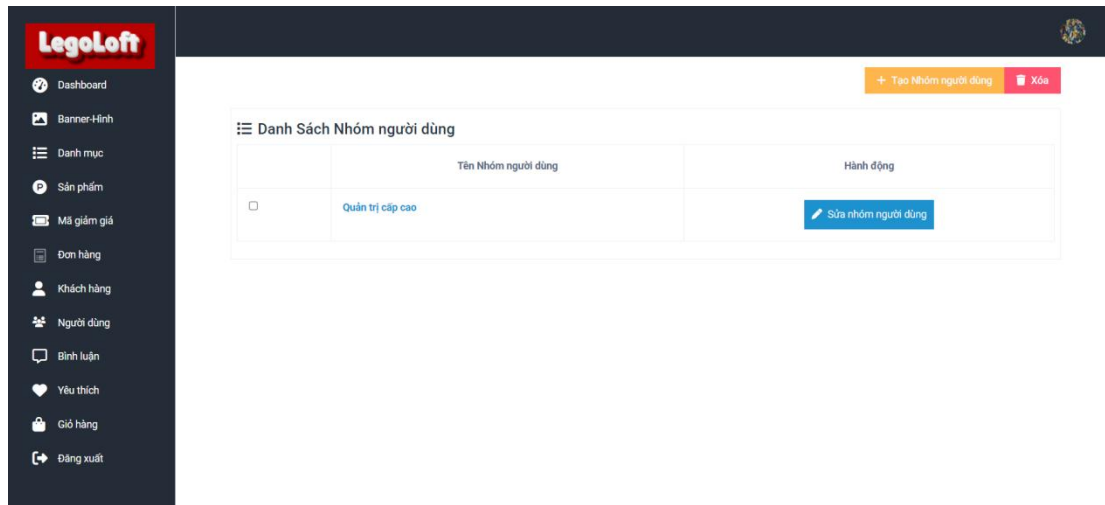 LegoLoft
Dashboard
Banner-Hình
Danh mục
Sản phẩm
Mã giảm giá
Đơn hàng
Khách hàng
Người dùng
Bình luận
Yêu thích
Giỏ hàng
Đăng xuất
+ Tạo Nhóm người dùng
Xóa
Danh Sách Nhóm người dùng
Tên Nhóm người dùng
Hành động
Quản trị cấp cao
Sửa nhóm người dùng